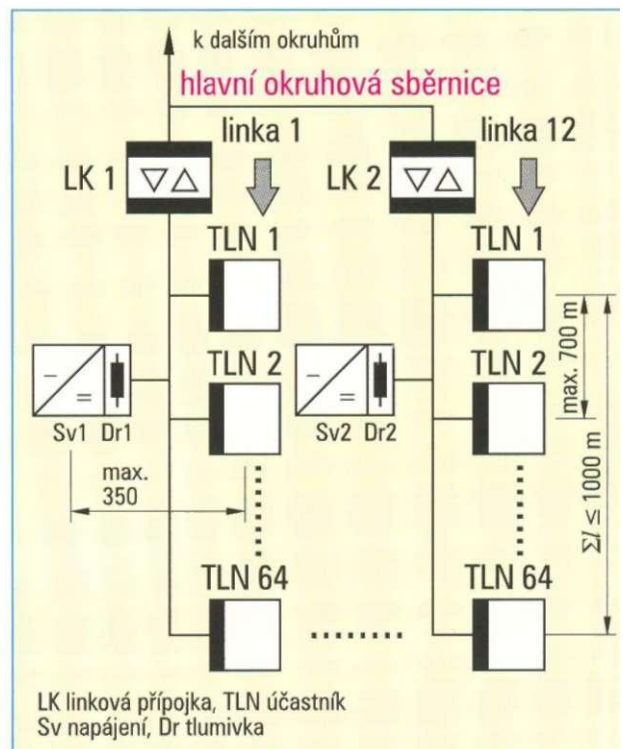 k dalším okruhům
hlavní okruhová sběrnice
linka 1
linka 12
LK 1
LK 2
TLN 1
TLN 1
TLN 2
TLN 2
Sv1 Dr1
Sv2 Dr2
max.
350
max. 700 m
Σl ≤ 1000 m
TLN 64
TLN 64
LK linková přípojka, TLN účastník
Sv napájení, Dr tlumivka